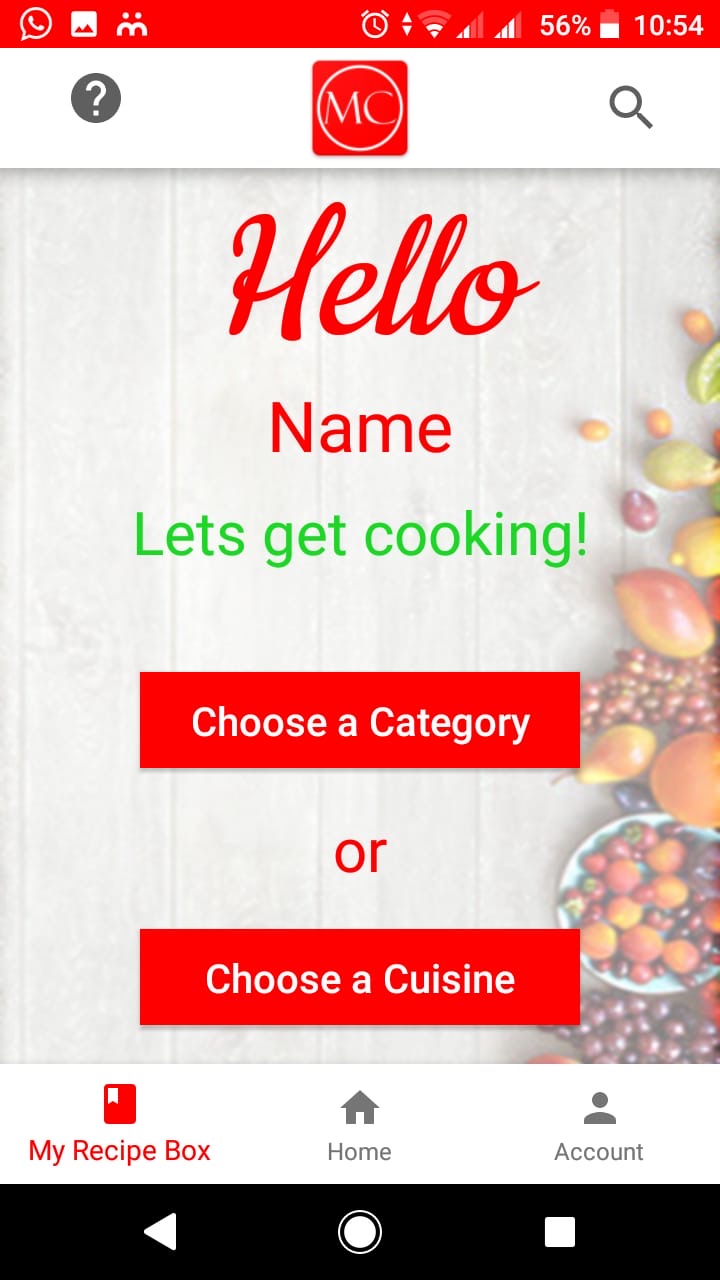 56% 10:54
?
MC
Hello
Name
Lets get cooking!
Choose a Category
or
Choose a Cuisine
My Recipe Box Home Account